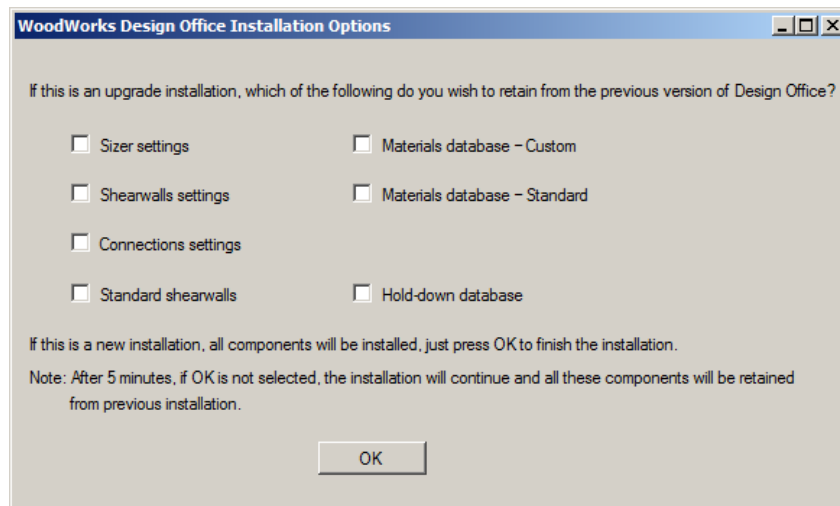 WoodWorks Design Office Installation Options
If this is an upgrade installation, which of the following do you wish to retain from the previous version of Design Office?
Sizer settings
Materials database – Custom
Shearwalls settings
Materials database – Standard
Connections settings
Standard shearwalls
Hold-down database
If this is a new installation, all components will be installed, just press OK to finish the installation.
Note: After 5 minutes, if OK is not selected, the installation will continue and all these components will be retained
from previous installation.
OK